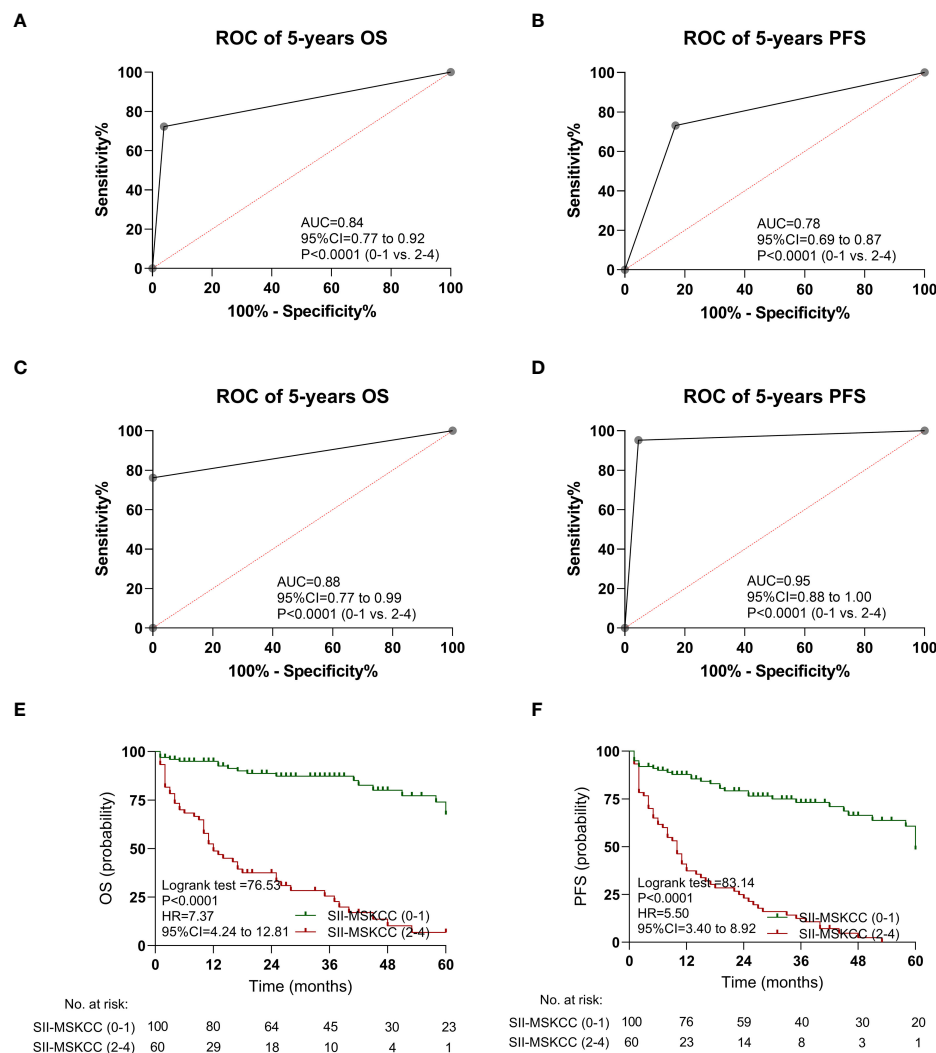 A
ROC of 5-years OS
100
80
60
40
20
0
Sensitivity%
AUC=0.84
95%CI=0.77 to 0.92
P<0.0001 (0-1 vs. 2-4)
0 20 40 60 80 100
100% - Specificity%
B
ROC of 5-years PFS
100
80
60
40
20
0
Sensitivity%
AUC=0.78
95%CI=0.69 to 0.87
P<0.0001 (0-1 vs. 2-4)
0 20 40 60 80 100
100% - Specificity%
C
ROC of 5-years OS
100
80
60
40
20
0
Sensitivity%
AUC=0.88
95%CI=0.77 to 0.99
P<0.0001 (0-1 vs. 2-4)
0 20 40 60 80 100
100% - Specificity%
D
ROC of 5-years PFS
100
80
60
40
20
0
Sensitivity%
AUC=0.95
95%CI=0.88 to 1.00
P<0.0001 (0-1 vs. 2-4)
0 20 40 60 80 100
100% - Specificity%
E
100
75
50
25
0
OS (probability)
Logrank test =76.53
P<0.0001
HR=7.37
95%CI=4.24 to 12.81
SII-MSKCC (0-1)
SII-MSKCC (2-4)
0 12 24 36 48 60
Time (months)
No. at risk:
SII-MSKCC (0-1) 100 80 64 45 30 23
SII-MSKCC (2-4) 60 29 18 10 4 1
F
100
75
50
25
0
PFS (probability)
Logrank test =83.14
P<0.0001
HR=5.50
95%CI=3.40 to 8.92
SII-MSKCC (0-1)
SII-MSKCC (2-4)
0 12 24 36 48 60
Time (months)
No. at risk:
SII-MSKCC (0-1) 100 76 59 40 30 20
SII-MSKCC (2-4) 60 23 14 8 3 1